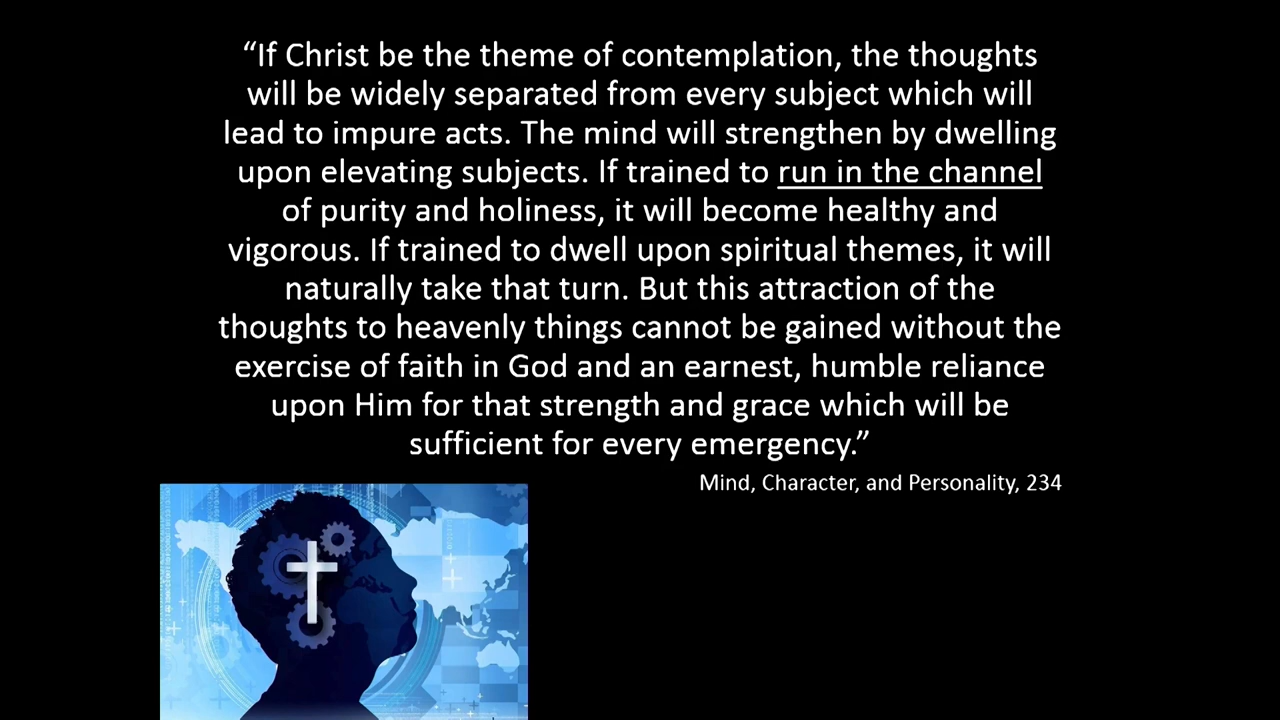 “If Christ be the theme of contemplation, the thoughts
will be widely separated from every subject which will
lead to impure acts. The mind will strengthen by dwelling
upon elevating subjects. If trained to run in the channel
of purity and holiness, it will become healthy and
vigorous. If trained to dwell upon spiritual themes, it will
naturally take that turn. But this attraction of the
thoughts to heavenly things cannot be gained without the
exercise of faith in God and an earnest, humble reliance
upon Him for that strength and grace which will be
sufficient for every emergency.”
Mind, Character, and Personality, 234